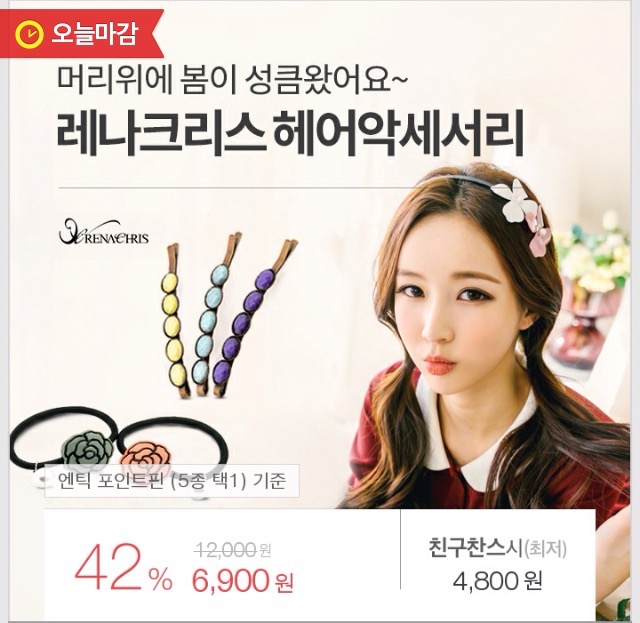 오늘마감
머리위에 봄이 성큼왔어요~
레나크리스 헤어악세서리
RENACHRIS
엔틱 포인트핀 (5종 택1) 기준
42% 12,000원
6,900원
친구찬스시(최저)
4,800원